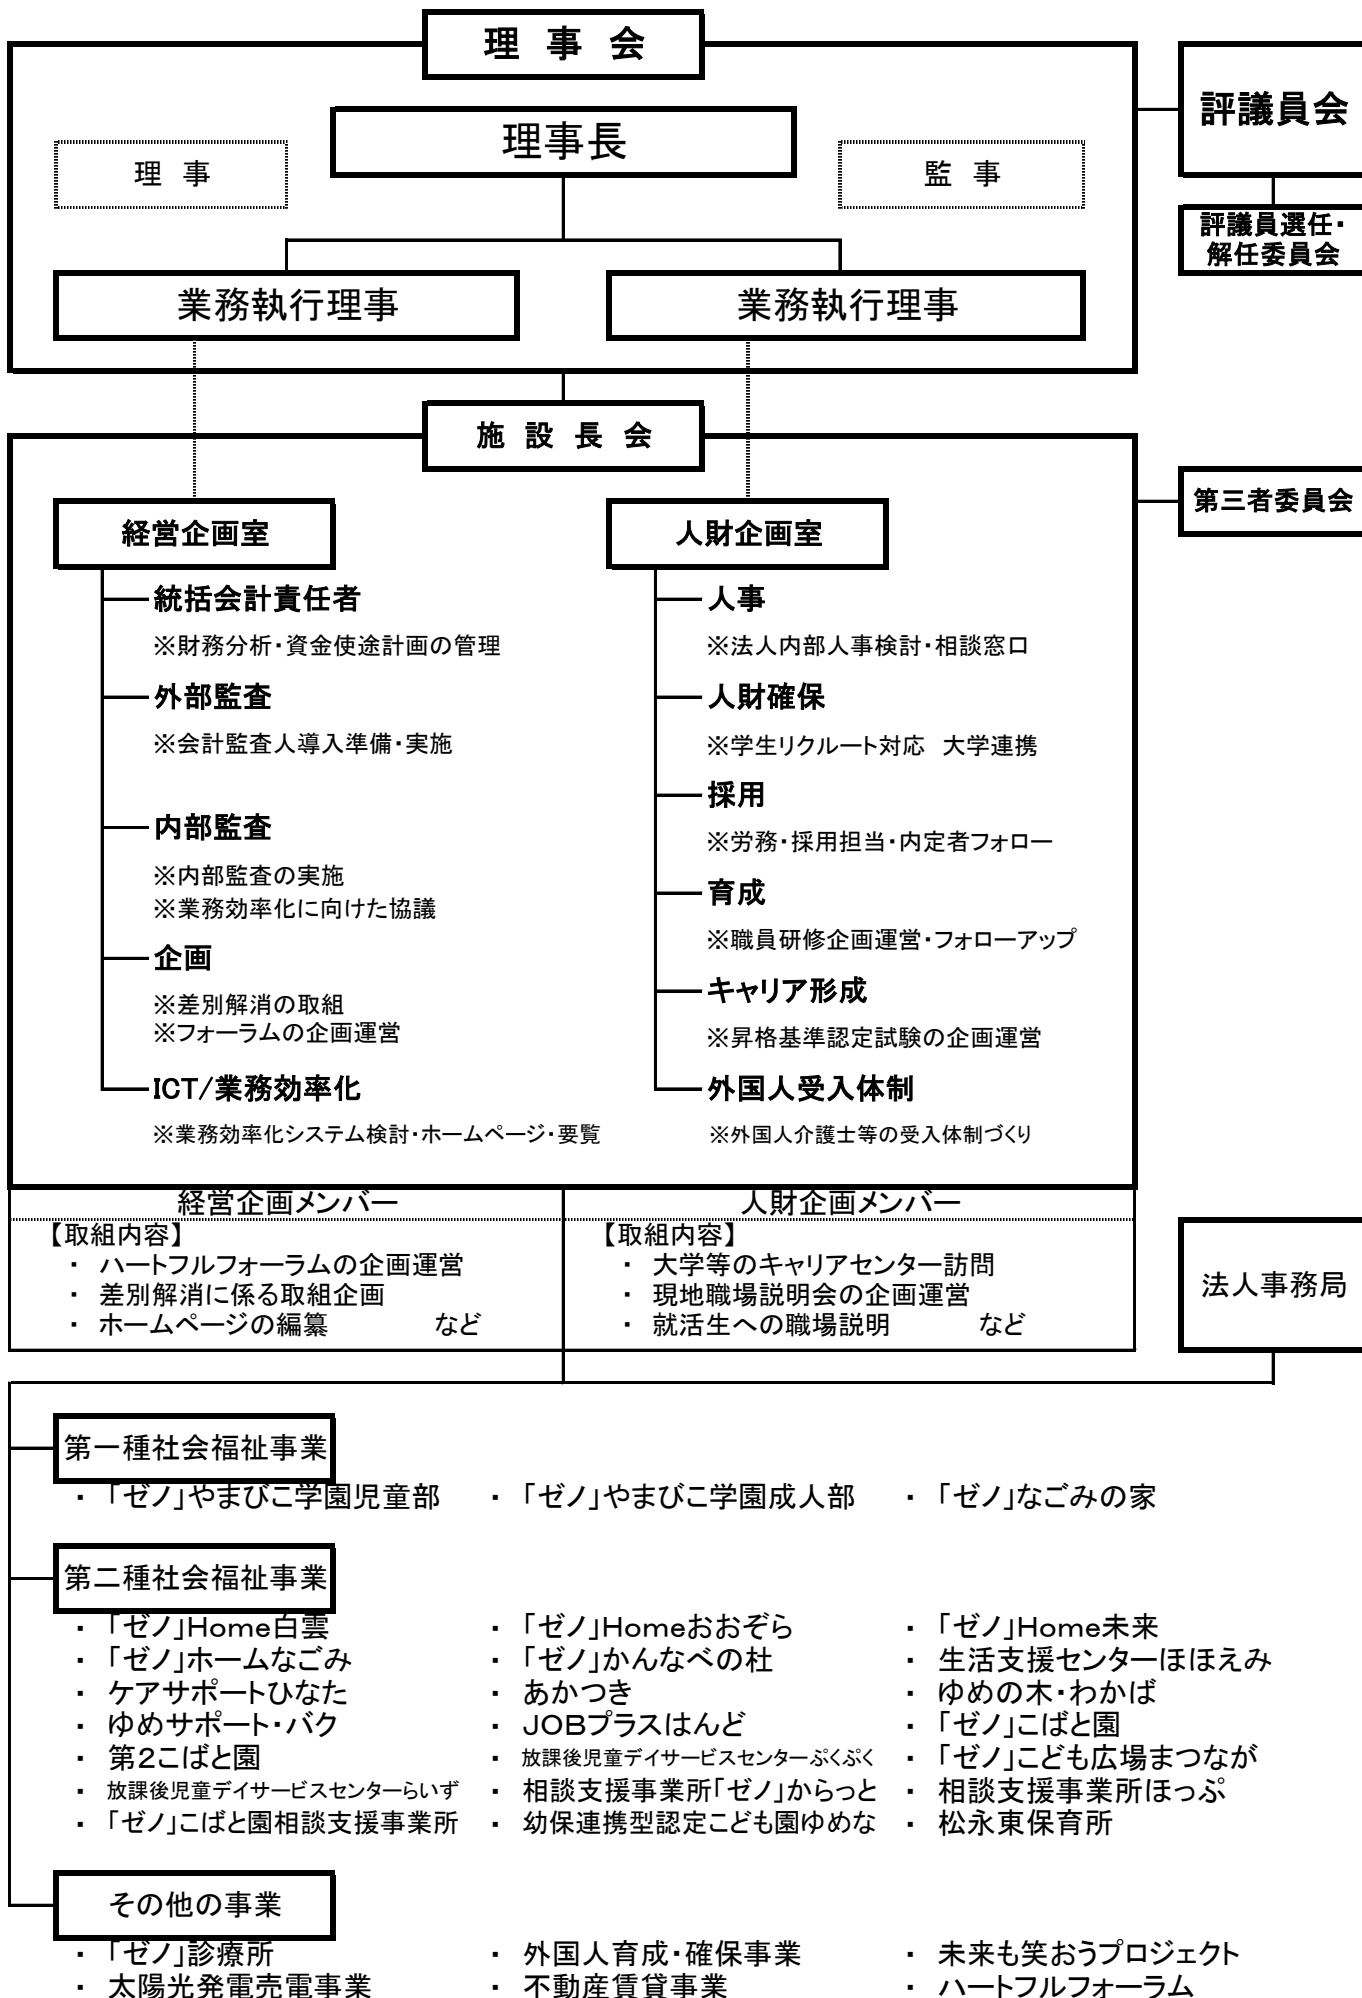 理 事 会
評議員会
理事長
理 事
監 事
評議員選任・
解任委員会
業務執行理事
業務執行理事
施 設 長 会
第三者委員会
経営企画室
統括会計責任者
※財務分析・資金使途計画の管理
外部監査
※会計監査人導入準備・実施
内部監査
※内部監査の実施
※業務効率化に向けた協議
企画
※差別解消の取組
※フォーラムの企画運営
ICT/業務効率化
※業務効率化システム検討・ホームページ・要覧
人財企画室
人事
※法人内部人事検討・相談窓口
人財確保
※学生リクルート対応 大学連携
採用
※労務・採用担当・内定者フォロー
育成
※職員研修企画運営・フォローアップ
キャリア形成
※昇格基準認定試験の企画運営
外国人受入体制
※外国人介護士等の受入体制づくり
経営企画メンバー
【取組内容】
・ ハートフルフォーラムの企画運営
・ 差別解消に係る取組企画
・ ホームページの編纂 など
人財企画メンバー
【取組内容】
・ 大学等のキャリアセンター訪問
・ 現地職場説明会の企画運営
・ 就活生への職場説明 など
法人事務局
第一種社会福祉事業
・ 「ゼノ」やまびこ学園児童部 ・ 「ゼノ」やまびこ学園成人部 ・ 「ゼノ」なごみの家
第二種社会福祉事業
・ 「ゼノ」Home白雲 ・ 「ゼノ」Homeおおぞら ・ 「ゼノ」Home未来
・ 「ゼノ」ホームなごみ ・ 「ゼノ」かんなべの杜 ・ 生活支援センターほほえみ
・ ケアサポートひなた ・ あかつき ・ ゆめの木・わかば
・ ゆめサポート・バク ・ JOBプラスはんど ・ 「ゼノ」こばと園
・ 第2こばと園 ・ 放課後児童デイサービスセンターぷくぷく ・ 「ゼノ」こども広場まつなが
・ 放課後児童デイサービスセンターらいず ・ 相談支援事業所「ゼノ」からっと ・ 相談支援事業所ほっぷ
・ 「ゼノ」こばと園相談支援事業所 ・ 幼保連携型認定こども園ゆめな ・ 松永東保育所
その他の事業
・ 「ゼノ」診療所 ・ 外国人育成・確保事業 ・ 未来も笑おうプロジェクト
・ 太陽光発電売電事業 ・ 不動産賃貸事業 ・ ハートフルフォーラム